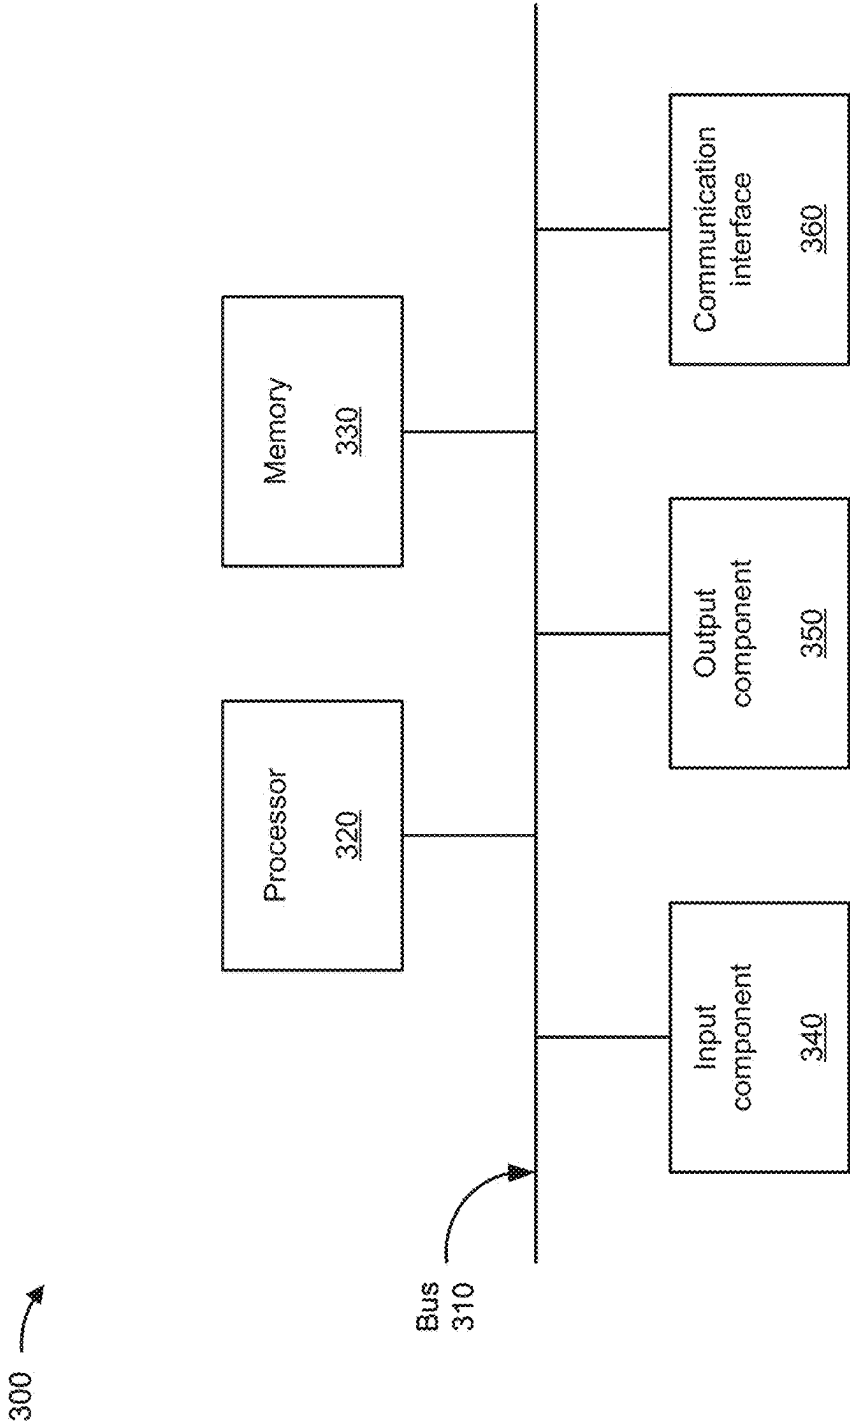 300
Bus
310
Processor
320
Memory
330
Input
component
340
Output
component
350
Communication
interface
360